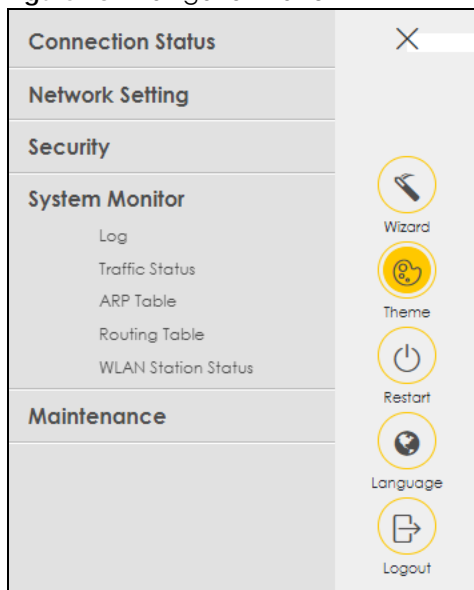 Connection Status
Network Setting
Security
System Monitor
Log
Traffic Status
ARP Table
Routing Table
WLAN Station Status
Maintenance
Wizard
Theme
Restart
Language
Logout